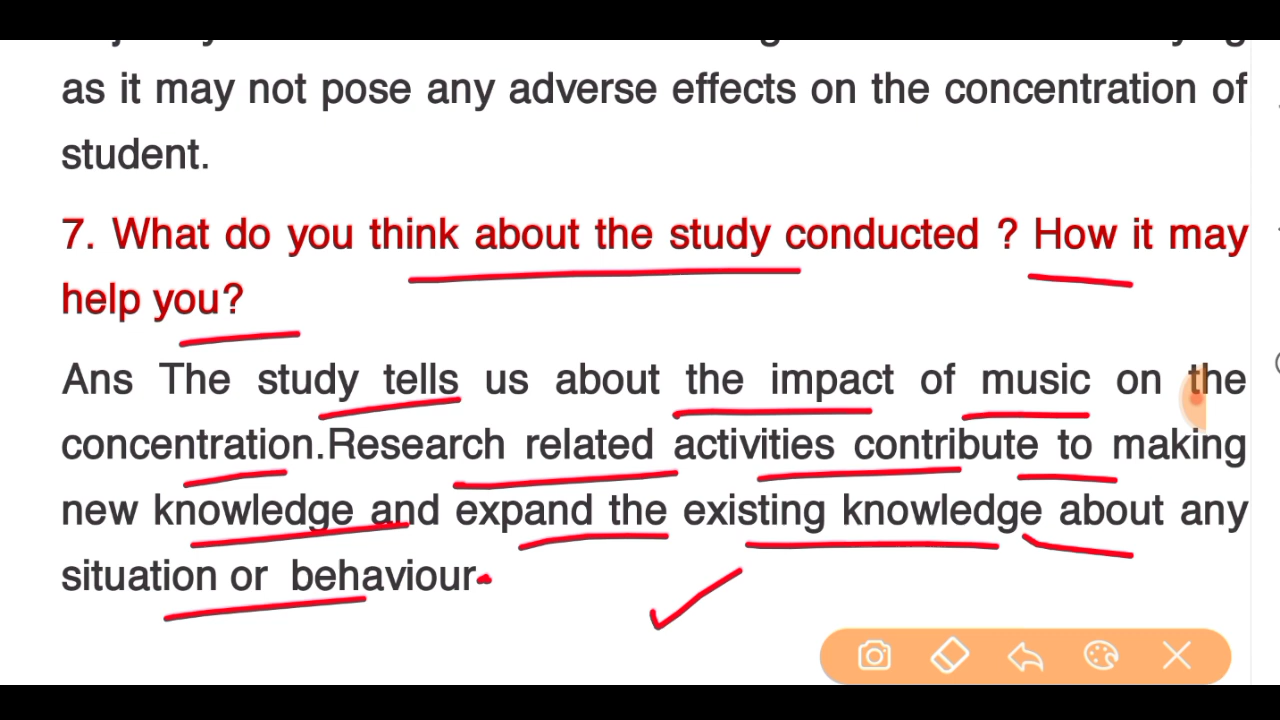 as it may not pose any adverse effects on the concentration of
student.
7. What do you think about the study conducted ? How it may
help you?
Ans The study tells us about the impact of music on the
concentration.Research related activities contribute to making
new knowledge and expand the existing knowledge about any
situation or behaviour